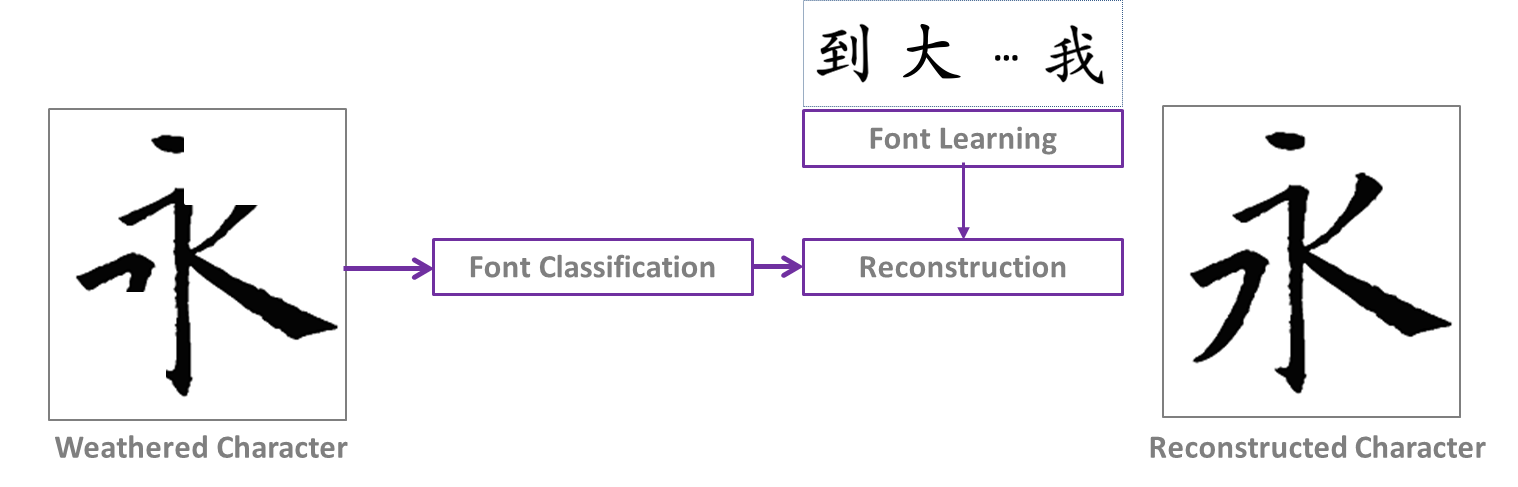 到 大 … 我
Font Learning
永
永
Font Classification
Reconstruction
Weathered Character
Reconstructed Character